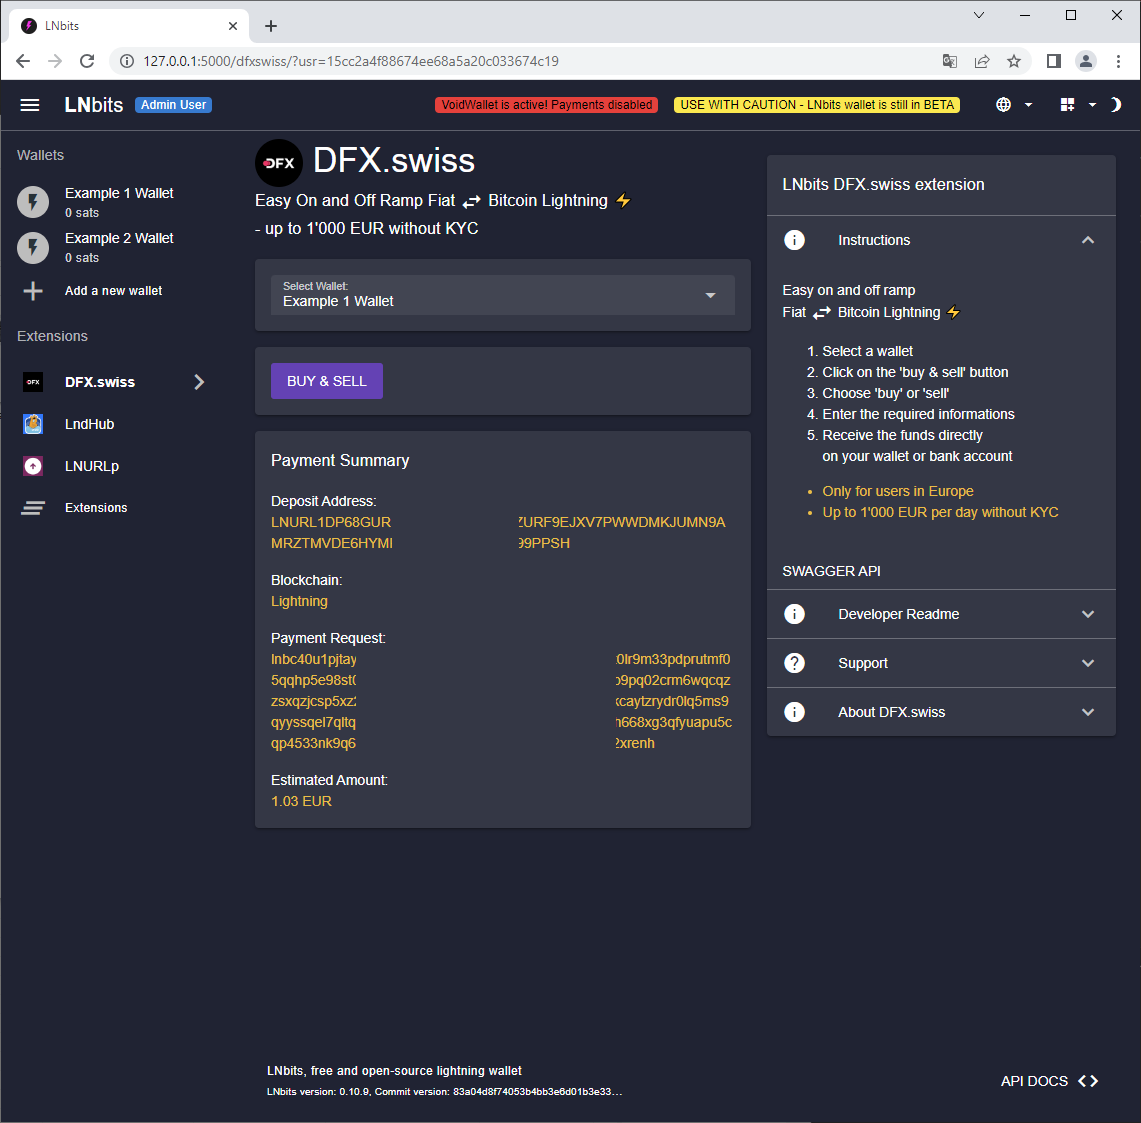 LNbits
127.0.0.1:5000/dfxswiss/?usr=15cc2a4f88674ee68a5a20c033674c19
LNbits Admin User VoidWallet is active! Payments disabled USE WITH CAUTION - LNbits wallet is still in BETA
Wallets
Example 1 Wallet
0 sats
Example 2 Wallet
0 sats
Add a new wallet
Extensions
DFX.swiss
LndHub
LNURLp
Extensions
DFX DFX.swiss
Easy On and Off Ramp Fiat Bitcoin Lightning
- up to 1'000 EUR without KYC
Select Wallet:
Example 1 Wallet
BUY & SELL
Payment Summary
Deposit Address:
LNURL1DP68GUR ZURF9EJXV7PWWDMKJUMN9A
MRZTMVDE6HYMI 99PPSH
Blockchain:
Lightning
Payment Request:
lnbc40u1pjtay 0lr9m33pdprutmf0
5qqhp5e98st0 o9pq02crm6wqcqz
zsxqzjcsp5xz2 xcaytzrydr0lq5ms9
qyyssqel7qltq n668xg3qfyuapu5c
qp4533nk9q6 2xrenh
Estimated Amount:
1.03 EUR
LNbits DFX.swiss extension
Instructions
Easy on and off ramp
Fiat Bitcoin Lightning
1. Select a wallet
2. Click on the 'buy & sell' button
3. Choose 'buy' or 'sell'
4. Enter the required informations
5. Receive the funds directly
on your wallet or bank account
• Only for users in Europe
• Up to 1'000 EUR per day without KYC
SWAGGER API
Developer Readme
Support
About DFX.swiss
LNbits, free and open-source lightning wallet
LNbits version: 0.10.9, Commit version: 83a04d8f74053b4bb3e6d01b3e33...
API DOCS